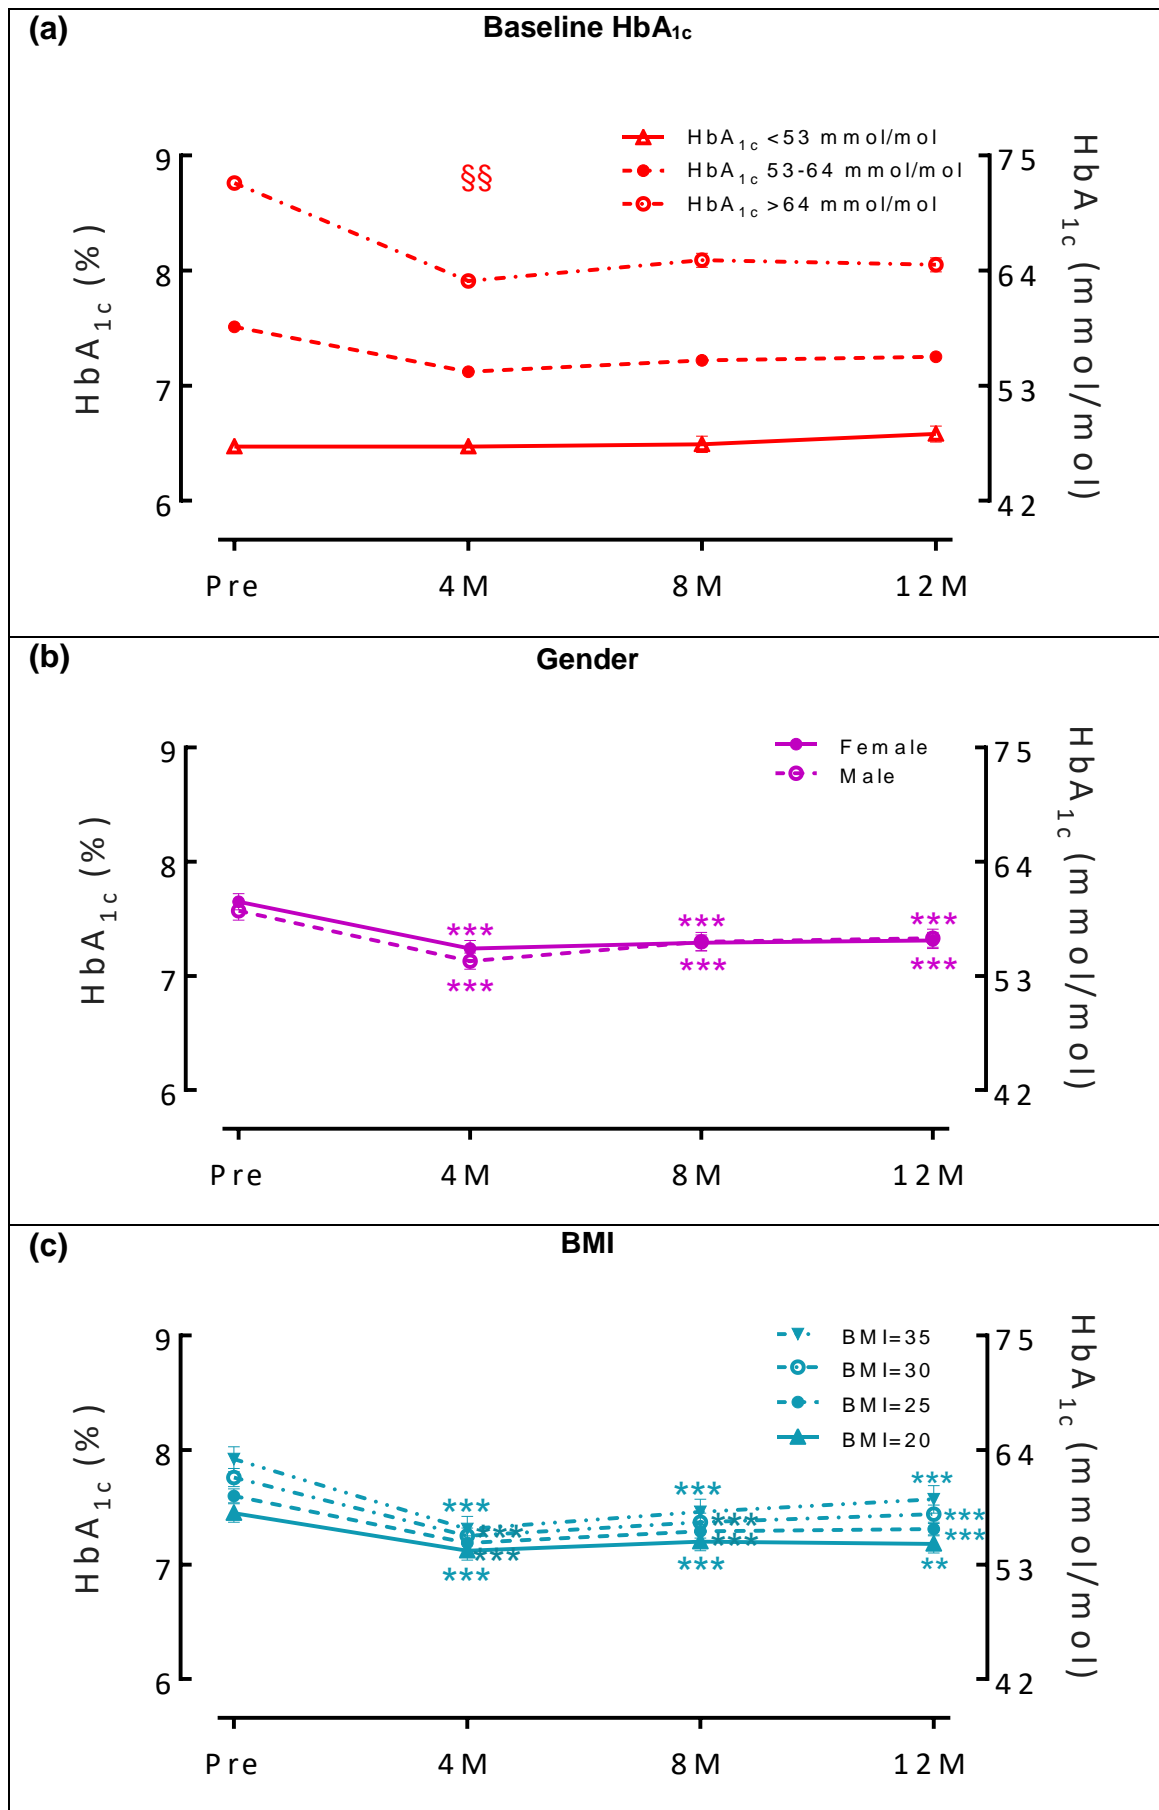 (a)
Baseline HbA1c
HbA1c <53 mmol/mol
HbA1c 53-64 mmol/mol
HbA1c >64 mmol/mol
§§
HbA1c (%)
9
8
7
6
HbA1c (mmol/mol)
75
64
53
42
Pre 4M 8M 12M
(b)
Gender
Female
Male
HbA1c (%)
9
8
7
6
HbA1c (mmol/mol)
75
64
53
42
*** *** ***
*** *** ***
Pre 4M 8M 12M
(c)
BMI
BMI=35
BMI=30
BMI=25
BMI=20
HbA1c (%)
9
8
7
6
HbA1c (mmol/mol)
75
64
53
42
*** *** ***
*** *** ***
*** *** ***
*** *** **
Pre 4M 8M 12M